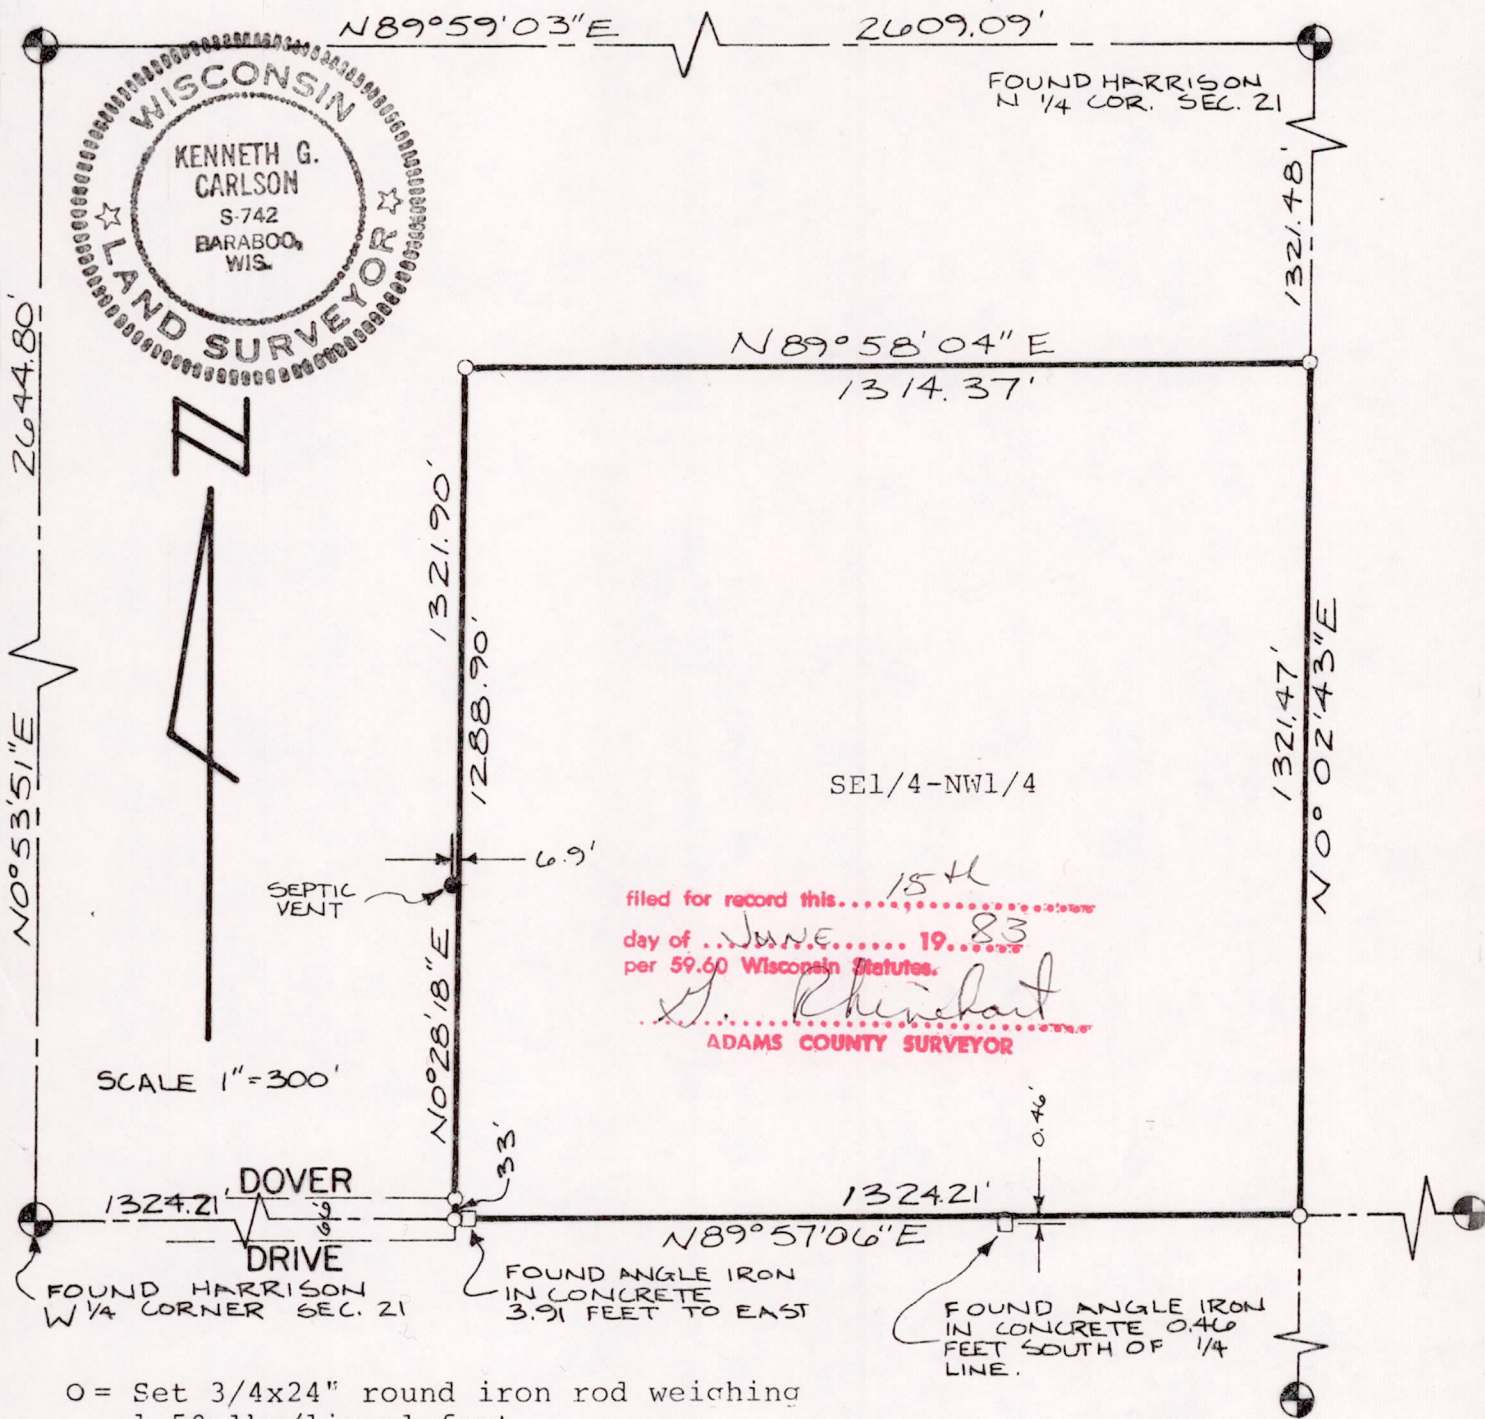 N89°59'03"E 2609.09'
FOUND HARRISON
N 1/4 COR. SEC. 21
WISCONSIN
LAND SURVEYOR
KENNETH G.
CARLSON
S-742
BARABOO,
WIS.
1321.48'
2644.80'
N0°53'51"E
N
N89°58'04"E
1314.37'
1321.90'
1288.90'
N0°28'18"E
1321.47'
N0°02'43"E
SE1/4-NW1/4
6.9'
SEPTIC
VENT
filed for record this 15th
day of JUNE 19 83
per 59.60 Wisconsin Statutes.
G. Rhinehart
ADAMS COUNTY SURVEYOR
SCALE 1"=300'
0.46'
33'
DOVER
1324.21'
66'
DRIVE
1324.21'
N89°57'06"E
FOUND HARRISON
W 1/4 CORNER SEC. 21
FOUND ANGLE IRON
IN CONCRETE
3.91 FEET TO EAST
FOUND ANGLE IRON
IN CONCRETE 0.46
FEET SOUTH OF 1/4
LINE.
O = Set 3/4x24" round iron rod weighing